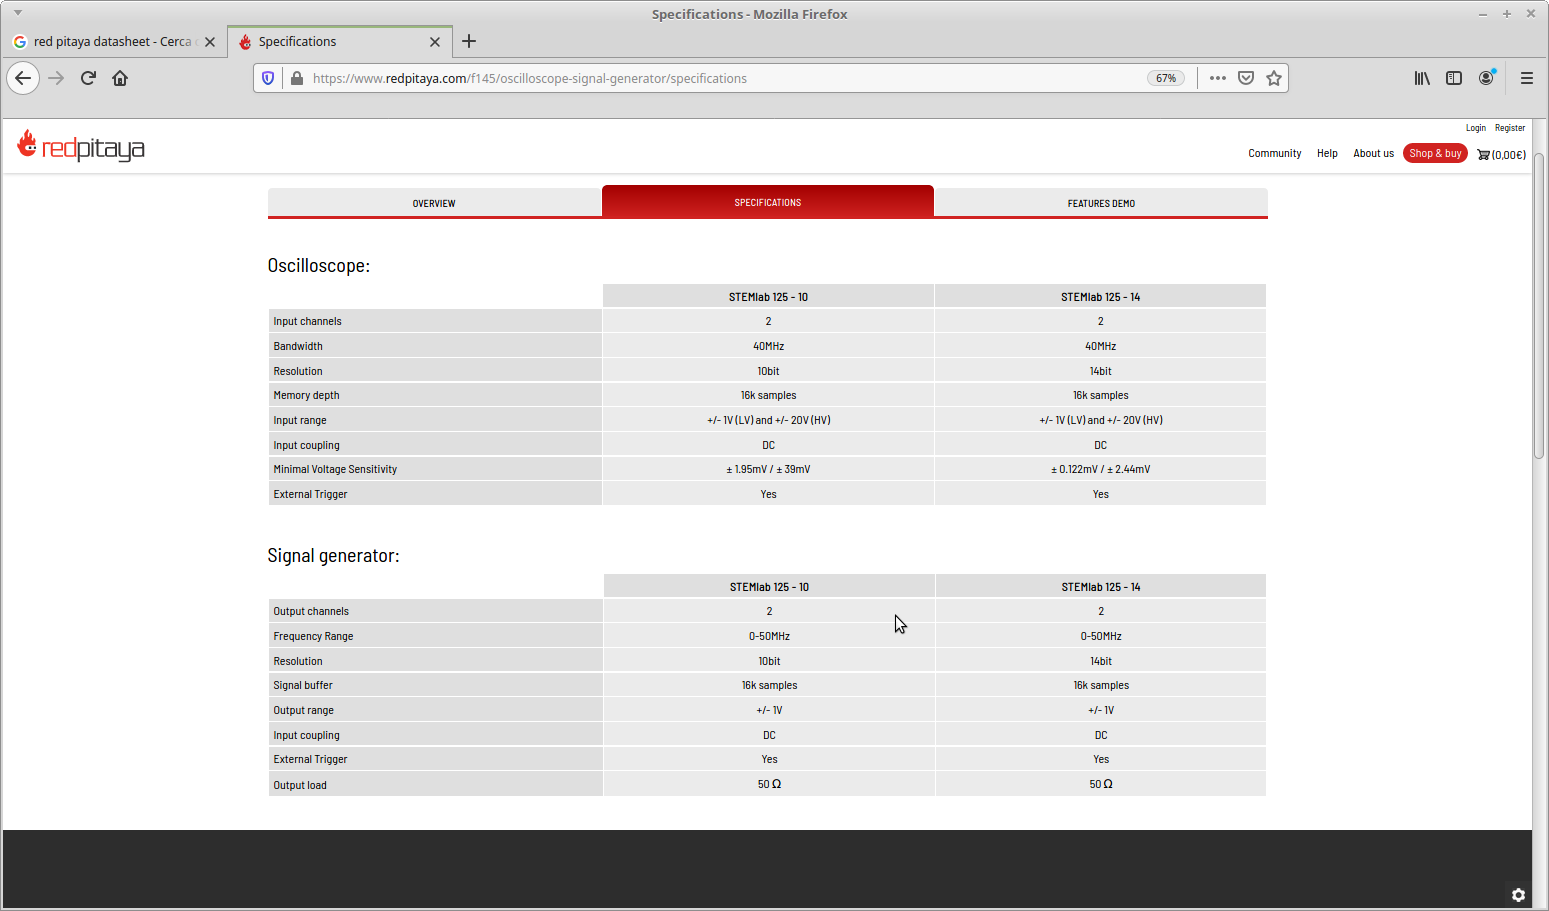 Specifications - Mozilla Firefox
red pitaya datasheet - Cerca
Specifications
https://www.redpitaya.com/f145/oscilloscope-signal-generator/specifications
67%
Login Register
redpitaya
Community Help About us Shop & buy (0,00€)
OVERVIEW SPECIFICATIONS FEATURES DEMO
Oscilloscope:
STEMlab 125 - 10 STEMlab 125 - 14
Input channels 2 2
Bandwidth 40MHz 40MHz
Resolution 10bit 14bit
Memory depth 16k samples 16k samples
Input range +/- 1V (LV) and +/- 20V (HV) +/- 1V (LV) and +/- 20V (HV)
Input coupling DC DC
Minimal Voltage Sensitivity ± 1.95mV / ± 39mV ± 0.122mV / ± 2.44mV
External Trigger Yes Yes
Signal generator:
STEMlab 125 - 10 STEMlab 125 - 14
Output channels 2 2
Frequency Range 0-50MHz 0-50MHz
Resolution 10bit 14bit
Signal buffer 16k samples 16k samples
Output range +/- 1V +/- 1V
Input coupling DC DC
External Trigger Yes Yes
Output load 50 Ω 50 Ω